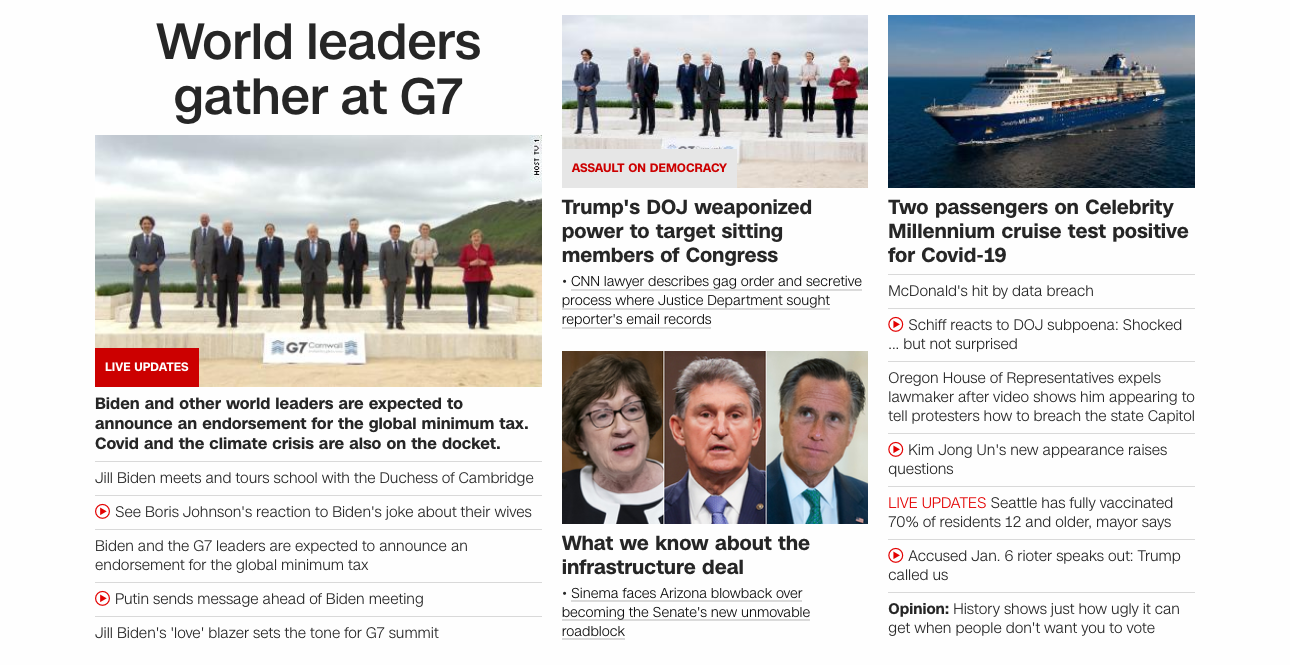 World leaders
gather at G7
HOST TV 1
G7 Cornwall
LIVE UPDATES
Biden and other world leaders are expected to
announce an endorsement for the global minimum tax.
Covid and the climate crisis are also on the docket.
Jill Biden meets and tours school with the Duchess of Cambridge
See Boris Johnson's reaction to Biden's joke about their wives
Biden and the G7 leaders are expected to announce an
endorsement for the global minimum tax
Putin sends message ahead of Biden meeting
Jill Biden's 'love' blazer sets the tone for G7 summit
G7 Cornwall
ASSAULT ON DEMOCRACY
Trump's DOJ weaponized
power to target sitting
members of Congress
• CNN lawyer describes gag order and secretive
process where Justice Department sought
reporter's email records
What we know about the
infrastructure deal
• Sinema faces Arizona blowback over
becoming the Senate's new unmovable
roadblock
Two passengers on Celebrity
Millennium cruise test positive
for Covid-19
McDonald's hit by data breach
Schiff reacts to DOJ subpoena: Shocked
... but not surprised
Oregon House of Representatives expels
lawmaker after video shows him appearing to
tell protesters how to breach the state Capitol
Kim Jong Un's new appearance raises
questions
LIVE UPDATES Seattle has fully vaccinated
70% of residents 12 and older, mayor says
Accused Jan. 6 rioter speaks out: Trump
called us
Opinion: History shows just how ugly it can
get when people don't want you to vote